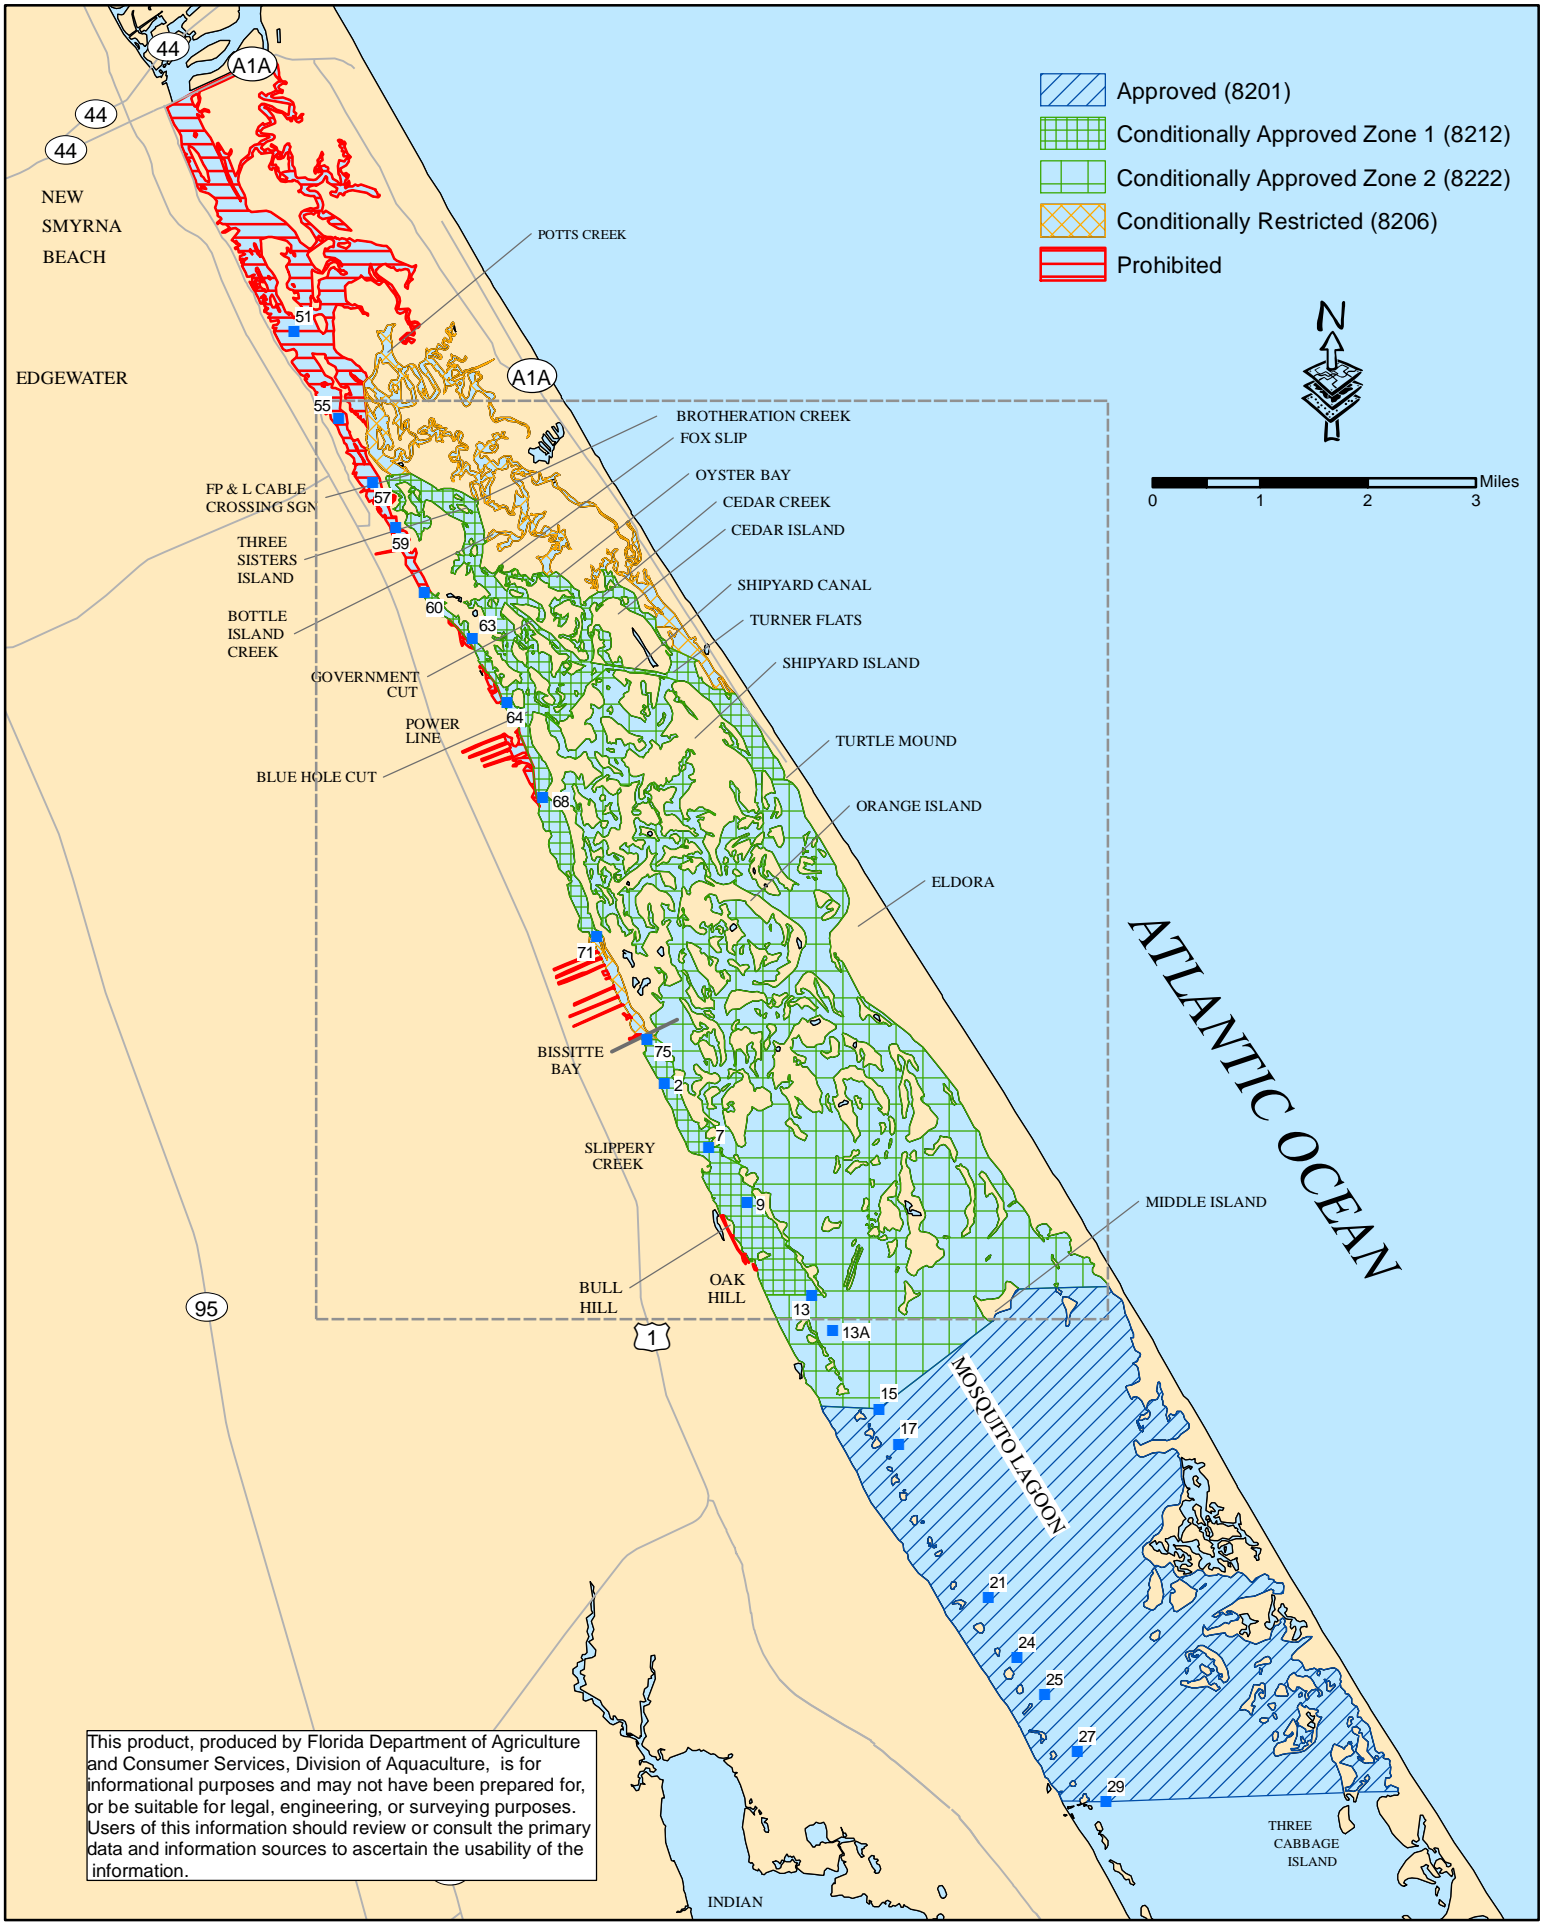 44
A1A
44
44
NEW
SMYRNA
BEACH
Approved (8201)
Conditionally Approved Zone 1 (8212)
Conditionally Approved Zone 2 (8222)
Conditionally Restricted (8206)
Prohibited
N
POTTS CREEK
51
EDGEWATER
A1A
55
BROTHERATION CREEK
FOX SLIP
OYSTER BAY
CEDAR CREEK
CEDAR ISLAND
Miles
0 1 2 3
FP & L CABLE
CROSSING SGN
57
THREE
SISTERS
ISLAND
59
SHIPYARD CANAL
TURNER FLATS
SHIPYARD ISLAND
BOTTLE
ISLAND
CREEK
60
63
GOVERNMENT
CUT
64
POWER
LINE
BLUE HOLE CUT
TURTLE MOUND
68
ORANGE ISLAND
ELDORA
71
ATLANTIC OCEAN
BISSITTE
BAY
75
2
7
SLIPPERY
CREEK
9
MIDDLE ISLAND
BULL
HILL
OAK
HILL
13
95
1
13A
MOSQUITO LAGOON
15
17
21
24
25
27
29
THREE
CABBAGE
ISLAND
This product, produced by Florida Department of Agriculture
and Consumer Services, Division of Aquaculture, is for
informational purposes and may not have been prepared for,
or be suitable for legal, engineering, or surveying purposes.
Users of this information should review or consult the primary
data and information sources to ascertain the usability of the
information.
INDIAN